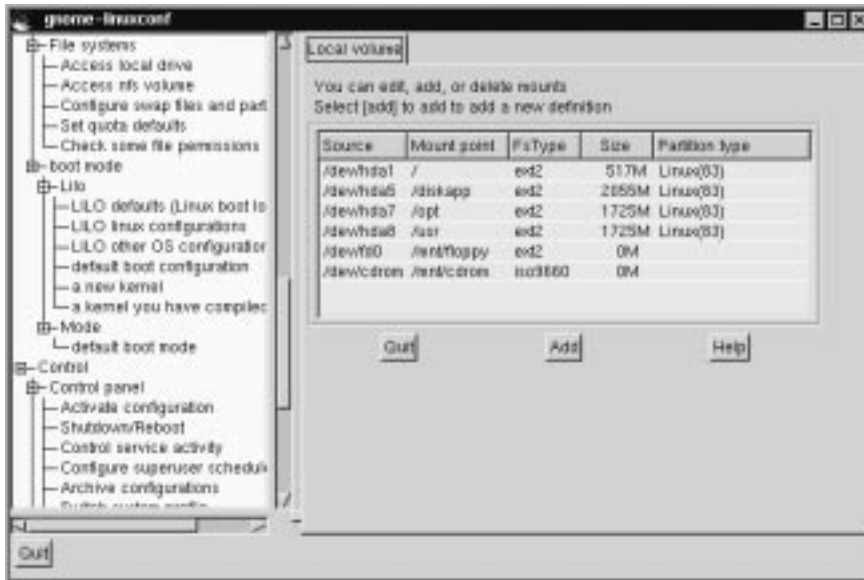 gnome-linuxconf
File systems
Access local drive
Access nfs volume
Configure swap files and part
Set quota defaults
Check some file permissions
boot mode
Lilo
LILO defaults (Linux boot lo
LILO linux configurations
LILO other OS configuration
default boot configuration
a new kernel
a kernel you have compiled
Mode
default boot mode
Control
Control panel
Activate configuration
Shutdown/Reboot
Control service activity
Configure superuser schedule
Archive configurations
Switch system profile
Quit
Local volume
You can edit, add, or delete mounts
Select [add] to add to add a new definition
Source Mount point FsType Size Partition type
/dev/hda1 / ext2 517M Linux(83)
/dev/hda5 /diskapp ext2 2055M Linux(83)
/dev/hda7 /opt ext2 1725M Linux(83)
/dev/hda8 /usr ext2 1725M Linux(83)
/dev/fd0 /mnt/floppy ext2 0M
/dev/cdrom /mnt/cdrom iso9660 0M
Quit Add Help